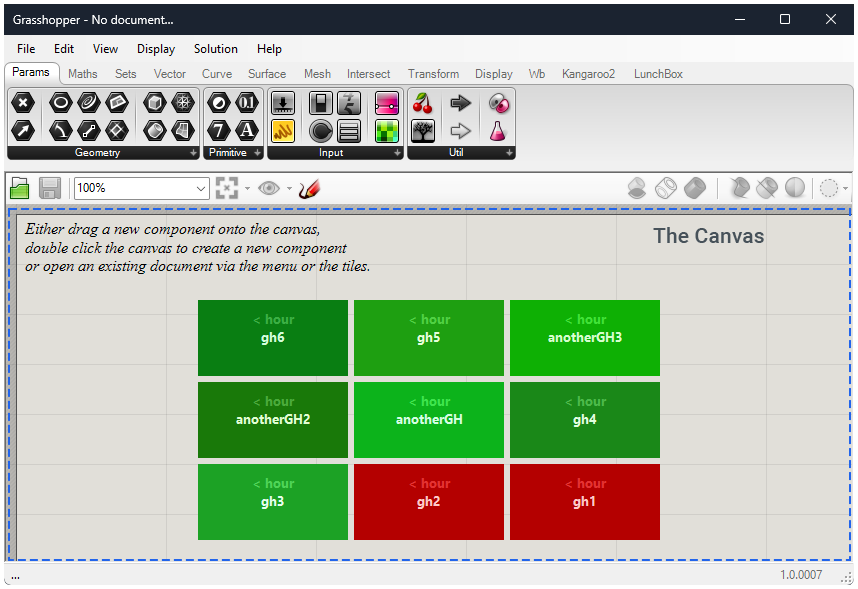 Grasshopper - No document...
File Edit View Display Solution Help
Params Maths Sets Vector Curve Surface Mesh Intersect Transform Display Wb Kangaroo2 LunchBox
01
7 A
Geometry Primitive Input Util
100%
Either drag a new component onto the canvas,
double click the canvas to create a new component
or open an existing document via the menu or the tiles.
The Canvas
< hour < hour < hour
gh6 gh5 anotherGH3
< hour < hour < hour
anotherGH2 anotherGH gh4
< hour < hour < hour
gh3 gh2 gh1
... 1.0.0007